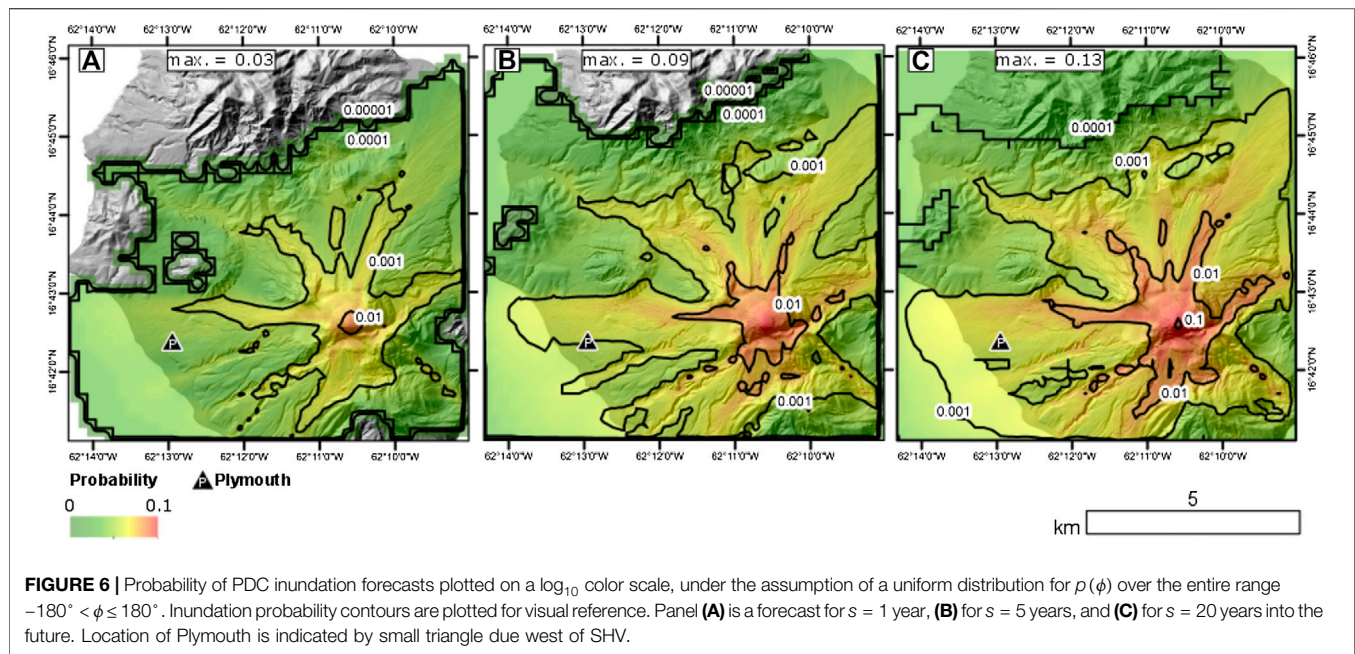 62°14'0"W 62°13'0"W 62°12'0"W 62°11'0"W 62°10'0"W 62°14'0"W 62°13'0"W 62°12'0"W 62°11'0"W 62°10'0"W 62°14'0"W 62°13'0"W 62°12'0"W 62°11'0"W 62°10'0"W
A
max. = 0.03
B
max. = 0.09
C
max. = 0.13
16°46'0"N
16°45'0"N
16°44'0"N
16°43'0"N
16°42'0"N
0.00001
0.0001
0.001
0.01
P
0.00001
0.0001
0.001
0.01
P
0.001
0.0001
0.001
0.01
0.1
P
0.01
0.001
16°46'0"N
16°45'0"N
16°44'0"N
16°43'0"N
16°42'0"N
62°14'0"W 62°13'0"W 62°12'0"W 62°11'0"W 62°10'0"W 62°14'0"W 62°13'0"W 62°12'0"W 62°11'0"W 62°10'0"W 62°14'0"W 62°13'0"W 62°12'0"W 62°11'0"W 62°10'0"W
Probability
P Plymouth
0 0.1
5
km
FIGURE 6 | Probability of PDC inundation forecasts plotted on a log₁₀ color scale, under the assumption of a uniform distribution for p(ϕ) over the entire range
−180° < ϕ ≤ 180°. Inundation probability contours are plotted for visual reference. Panel (A) is a forecast for s = 1 year, (B) for s = 5 years, and (C) for s = 20 years into the
future. Location of Plymouth is indicated by small triangle due west of SHV.